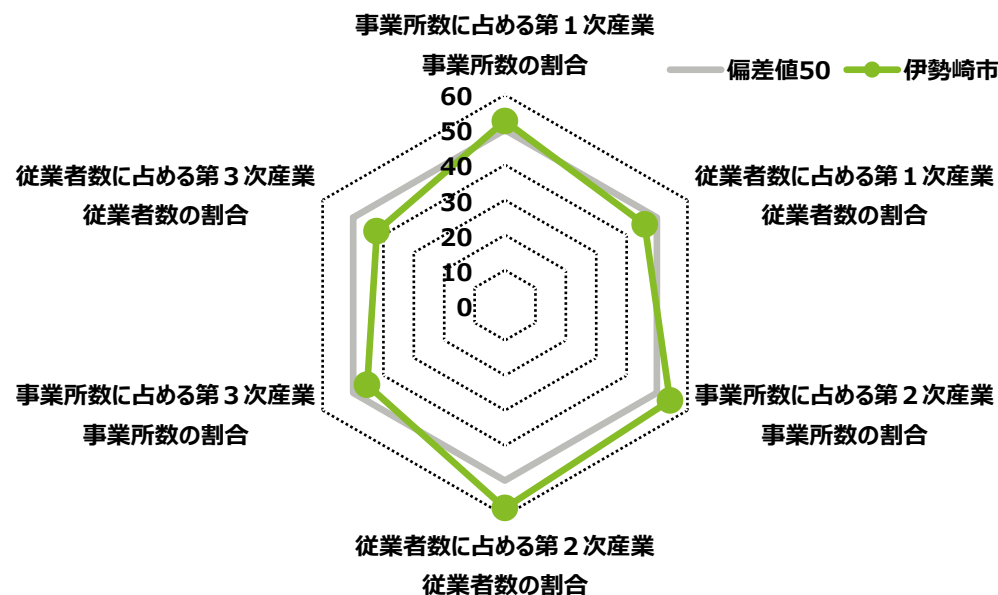 事業所数に占める第１次産業
事業所数の割合
偏差値50
伊勢崎市
60
50
40
30
20
10
0
従業者数に占める第３次産業
従業者数の割合
従業者数に占める第１次産業
従業者数の割合
事業所数に占める第３次産業
事業所数の割合
事業所数に占める第２次産業
事業所数の割合
従業者数に占める第２次産業
従業者数の割合